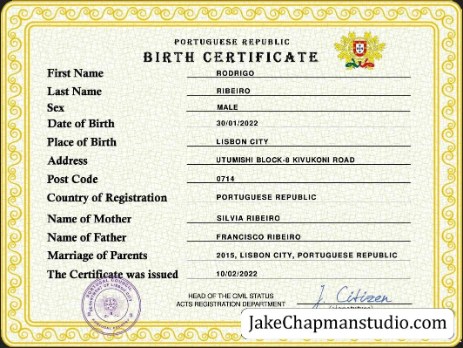 PORTUGUESE REPUBLIC
BIRTH CERTIFICATE
First Name RODRIGO
Last Name RIBEIRO
Sex MALE
Date of Birth 30/01/2022
Place of Birth LISBON CITY
Address UTUMISHI BLOCK-8 KIVUKONI ROAD
Post Code 0714
Country of Registration PORTUGUESE REPUBLIC
Name of Mother SILVIA RIBEIRO
Name of Father FRANCISCO RIBEIRO
Marriage of Parents 2015, LISBON CITY, PORTUGUESE REPUBLIC
The Certificate was issued 10/02/2022
HEAD OF THE CIVIL STATUS
ACTS REGISTRATION DEPARTMENT
J. Citizen
JakeChapmanstudio.com